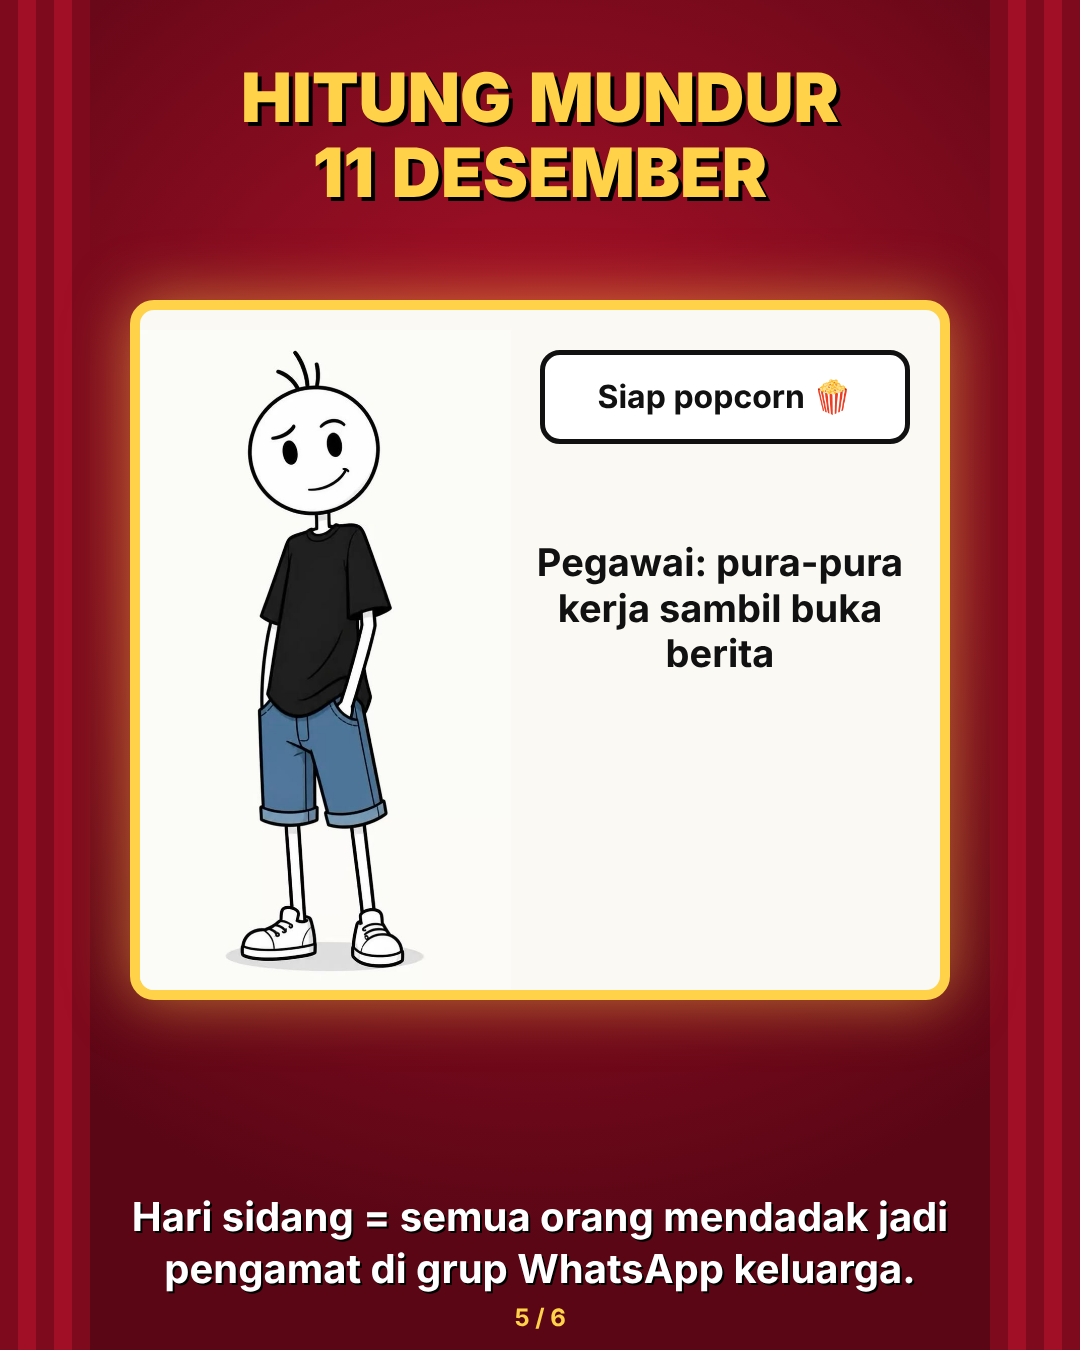 HITUNG MUNDUR
11 DESEMBER
Siap popcorn 🍿
Pegawai: pura-pura
kerja sambil buka
berita
Hari sidang = semua orang mendadak jadi
pengamat di grup WhatsApp keluarga.
5 / 6